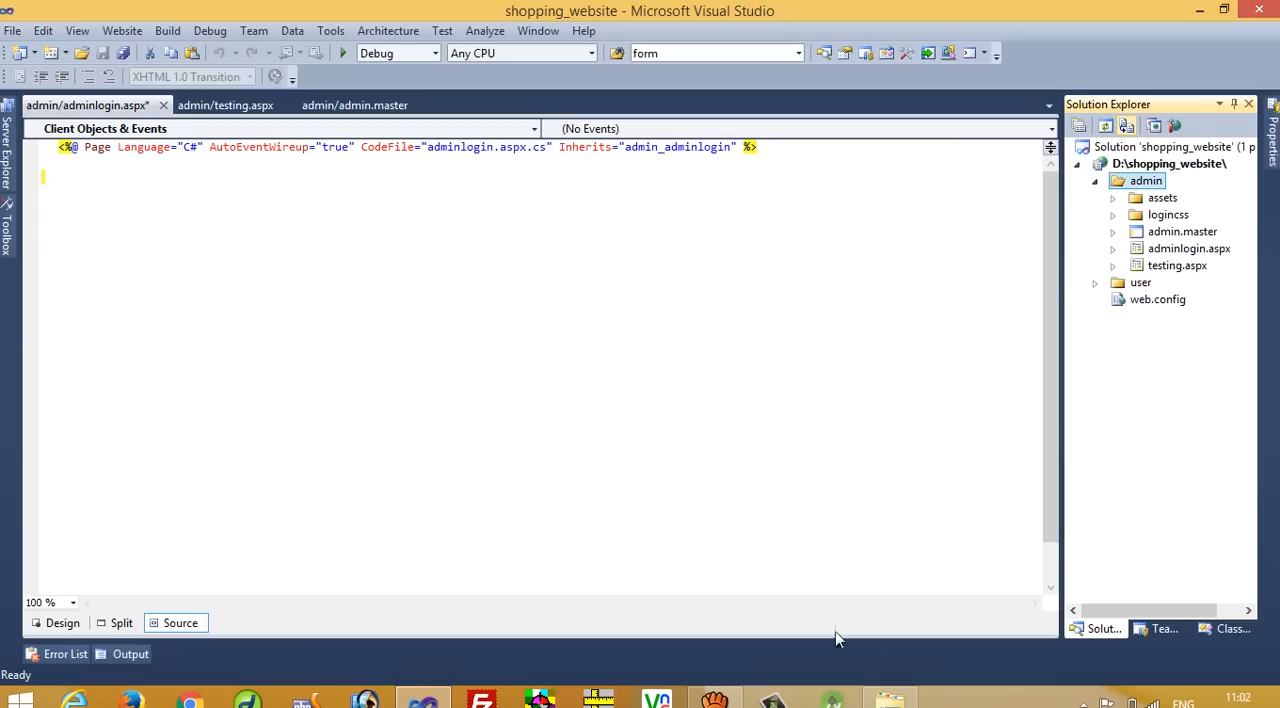 shopping_website - Microsoft Visual Studio
File Edit View Website Build Debug Team Data Tools Architecture Test Analyze Window Help
Debug Any CPU form
XHTML 1.0 Transition
admin/adminlogin.aspx* admin/testing.aspx admin/admin.master
Client Objects & Events (No Events)
<%@ Page Language="C#" AutoEventWireup="true" CodeFile="adminlogin.aspx.cs" Inherits="admin_adminlogin" %>
Server Explorer
Toolbox
Solution Explorer
Solution 'shopping_website' (1 p
D:\shopping_website\
admin
assets
logincss
admin.master
adminlogin.aspx
testing.aspx
user
web.config
Properties
100 %
Design Split Source
Solut... Tea... Class...
Error List Output
Ready
11:02
ENG